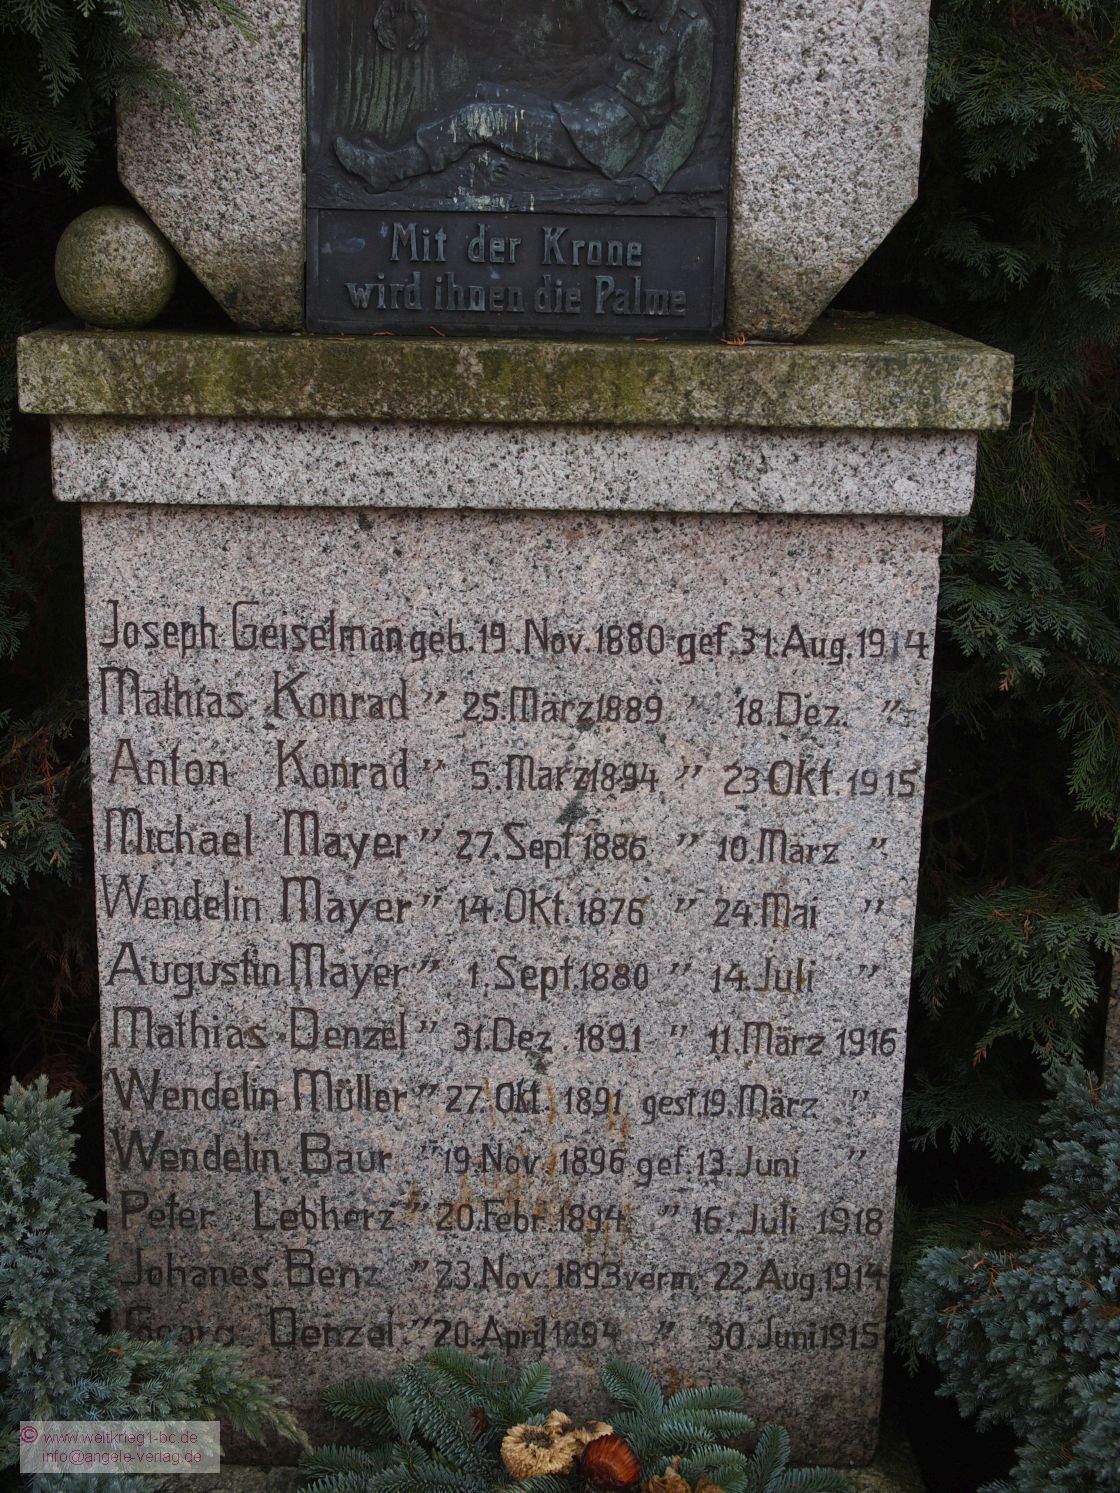 Mit der Krone
wird ihnen die Palme
Joseph Geiselmann geb. 19. Nov. 1880 gef. 31. Aug. 1914
Mathias Konrad " 25. März 1889 " 18. Dez. "
Anton Konrad " 5. März 1894 " 23. Okt. 1915
Michael Mayer " 27. Sept. 1886 " 10. März "
Wendelin Mayer " 14. Okt. 1876 " 24. Mai "
Augustin Mayer " 1. Sept. 1880 " 14. Juli "
Mathias Denzel " 31. Dez. 1891 " 11. März 1916
Wendelin Müller " 27. Okt. 1891 gest. 19. März "
Wendelin Baur " 19. Nov. 1896 gef. 13. Juni "
Peter Lebherz " 20. Febr. 1894 " 16. Juli 1918
Johanes Benz " 23. Nov. 1893 verm. 22. Aug. 1914
Georg Denzel " 20. April 1894 " 30. Juni 1915
© www.weltkrieg1-bc.de
info@angele-verlag.de